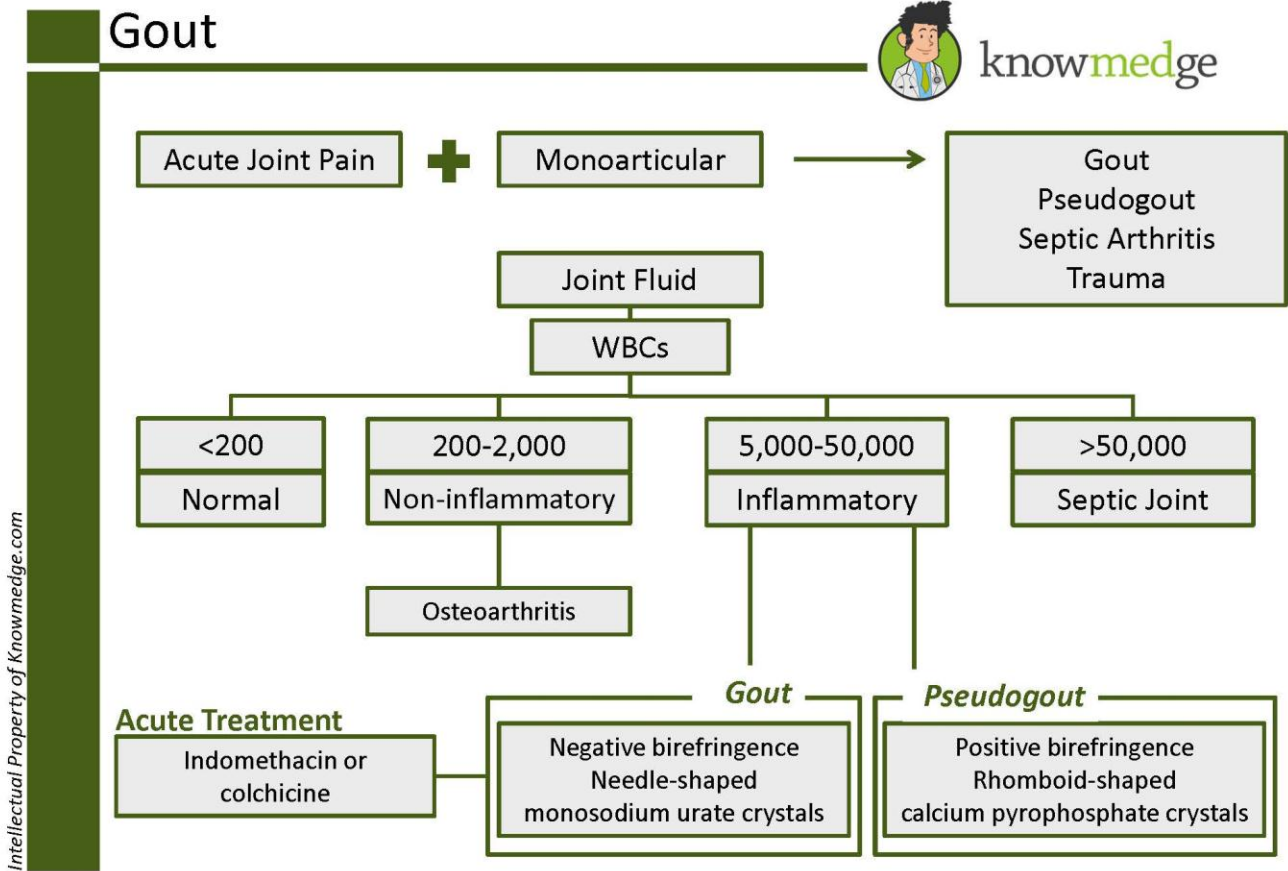 Gout
knowmedge
Acute Joint Pain
Monoarticular
Gout
Pseudogout
Septic Arthritis
Trauma
Joint Fluid
WBCs
<200
200-2,000
5,000-50,000
>50,000
Normal
Non-inflammatory
Inflammatory
Septic Joint
Osteoarthritis
Acute Treatment
Indomethacin or
colchicine
Gout
Negative birefringence
Needle-shaped
monosodium urate crystals
Pseudogout
Positive birefringence
Rhomboid-shaped
calcium pyrophosphate crystals
Intellectual Property of Knowmedge.com